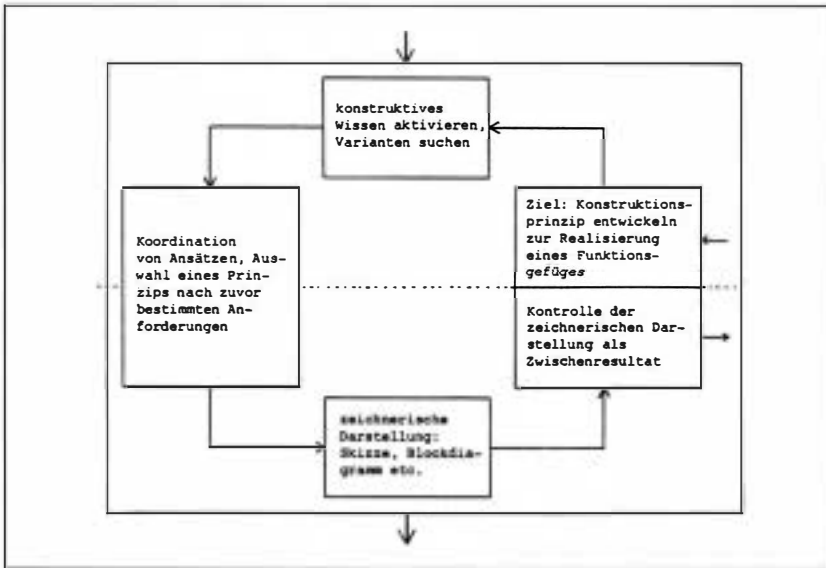 konstruktives
Wissen aktivieren,
Varianten suchen
Ziel: Konstruktions-
prinzip entwickeln
zur Realisierung
eines Funktions-
gefüges
Koordination
von Ansätzen, Aus-
wahl eines Prin-
zips nach zuvor
bestimmten An-
forderungen
Kontrolle der
zeichnerischen Dar-
stellung als
Zwischenresultat
zeichnerische
Darstellung:
Skizze, Blockdia-
gramm etc.